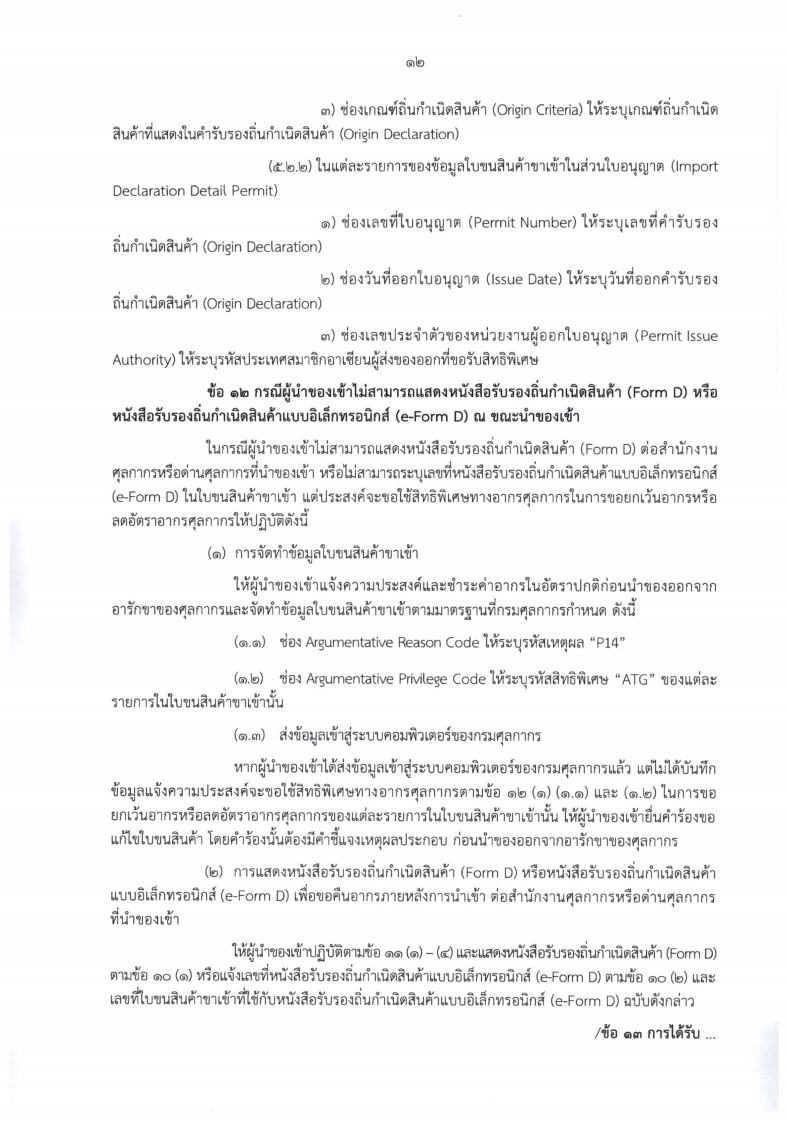 ๑๒
๓) ช่องเกณฑ์ถิ่นกำเนิดสินค้า (Origin Criteria) ให้ระบุเกณฑ์ถิ่นกำเนิด
สินค้าที่แสดงในคำรับรองถิ่นกำเนิดสินค้า (Origin Declaration)
(๕.๒.๒) ในแต่ละรายการของข้อมูลใบขนสินค้าขาเข้าในส่วนใบอนุญาต (Import
Declaration Detail Permit)
๑) ช่องเลขที่ใบอนุญาต (Permit Number) ให้ระบุเลขที่คำรับรอง
ถิ่นกำเนิดสินค้า (Origin Declaration)
๒) ช่องวันที่ออกใบอนุญาต (Issue Date) ให้ระบุวันที่ออกคำรับรอง
ถิ่นกำเนิดสินค้า (Origin Declaration)
๓) ช่องเลขประจำตัวของหน่วยงานผู้ออกใบอนุญาต (Permit Issue
Authority) ให้ระบุรหัสประเทศสมาชิกอาเซียนผู้ส่งของออกที่ขอรับสิทธิพิเศษ
ข้อ ๑๒ กรณีผู้นำของเข้าไม่สามารถแสดงหนังสือรับรองถิ่นกำเนิดสินค้า (Form D) หรือ
หนังสือรับรองถิ่นกำเนิดสินค้าแบบอิเล็กทรอนิกส์ (e-Form D) ณ ขณะนำของเข้า
ในกรณีผู้นำของเข้าไม่สามารถแสดงหนังสือรับรองถิ่นกำเนิดสินค้า (Form D) ต่อสำนักงาน
ศุลกากรหรือด่านศุลกากรที่นำของเข้า หรือไม่สามารถระบุเลขที่หนังสือรับรองถิ่นกำเนิดสินค้าแบบอิเล็กทรอนิกส์
(e-Form D) ในใบขนสินค้าขาเข้า แต่ประสงค์จะขอใช้สิทธิพิเศษทางอากรศุลกากรในการขอยกเว้นอากรหรือ
ลดอัตราอากรศุลกากรให้ปฏิบัติดังนี้
(๑) การจัดทำข้อมูลใบขนสินค้าขาเข้า
ให้ผู้นำของเข้าแจ้งความประสงค์และชำระค่าอากรในอัตราปกติก่อนนำของออกจาก
อารักขาของศุลกากรและจัดทำข้อมูลใบขนสินค้าขาเข้าตามมาตรฐานที่กรมศุลกากรกำหนด ดังนี้
(๑.๑) ช่อง Argumentative Reason Code ให้ระบุรหัสเหตุผล “P14”
(๑.๒) ช่อง Argumentative Privilege Code ให้ระบุรหัสสิทธิพิเศษ “ATG” ของแต่ละ
รายการในใบขนสินค้าขาเข้านั้น
(๑.๓) ส่งข้อมูลเข้าสู่ระบบคอมพิวเตอร์ของกรมศุลกากร
หากผู้นำของเข้าได้ส่งข้อมูลเข้าสู่ระบบคอมพิวเตอร์ของกรมศุลกากรแล้ว แต่ไม่ได้บันทึก
ข้อมูลแจ้งความประสงค์จะขอใช้สิทธิพิเศษทางอากรศุลกากรตามข้อ ๑๒ (๑) (๑.๑) และ (๑.๒) ในการขอ
ยกเว้นอากรหรือลดอัตราอากรศุลกากรของแต่ละรายการในใบขนสินค้าขาเข้านั้น ให้ผู้นำของเข้ายื่นคำร้องขอ
แก้ไขใบขนสินค้า โดยคำร้องนั้นต้องมีคำชี้แจงเหตุผลประกอบ ก่อนนำของออกจากอารักขาของศุลกากร
(๒) การแสดงหนังสือรับรองถิ่นกำเนิดสินค้า (Form D) หรือหนังสือรับรองถิ่นกำเนิดสินค้า
แบบอิเล็กทรอนิกส์ (e-Form D) เพื่อขอคืนอากรภายหลังการนำเข้า ต่อสำนักงานศุลกากรหรือด่านศุลกากร
ที่นำของเข้า
ให้ผู้นำของเข้าปฏิบัติตามข้อ ๑๑ (๑) – (๔) และแสดงหนังสือรับรองถิ่นกำเนิดสินค้า (Form D)
ตามข้อ ๑๐ (๑) หรือแจ้งเลขที่หนังสือรับรองถิ่นกำเนิดสินค้าแบบอิเล็กทรอนิกส์ (e-Form D) ตามข้อ ๑๐ (๒) และ
เลขที่ใบขนสินค้าขาเข้าที่ใช้กับหนังสือรับรองถิ่นกำเนิดสินค้าแบบอิเล็กทรอนิกส์ (e-Form D) ฉบับดังกล่าว
/ข้อ ๑๓ การได้รับ ...